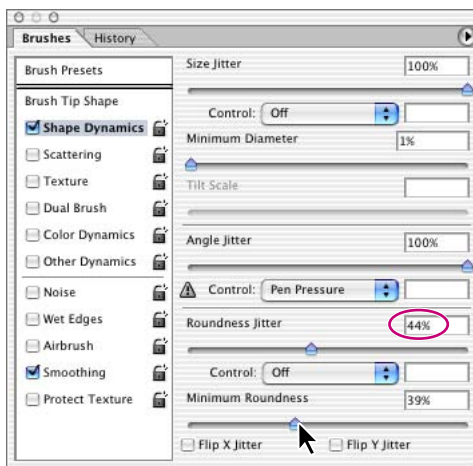 Brushes History
Brush Presets
Brush Tip Shape
Shape Dynamics
Scattering
Texture
Dual Brush
Color Dynamics
Other Dynamics
Noise
Wet Edges
Airbrush
Smoothing
Protect Texture
Size Jitter 100%
Control: Off
Minimum Diameter 1%
Tilt Scale
Angle Jitter 100%
Control: Pen Pressure
Roundness Jitter 44%
Control: Off
Minimum Roundness 39%
Flip X Jitter Flip Y Jitter